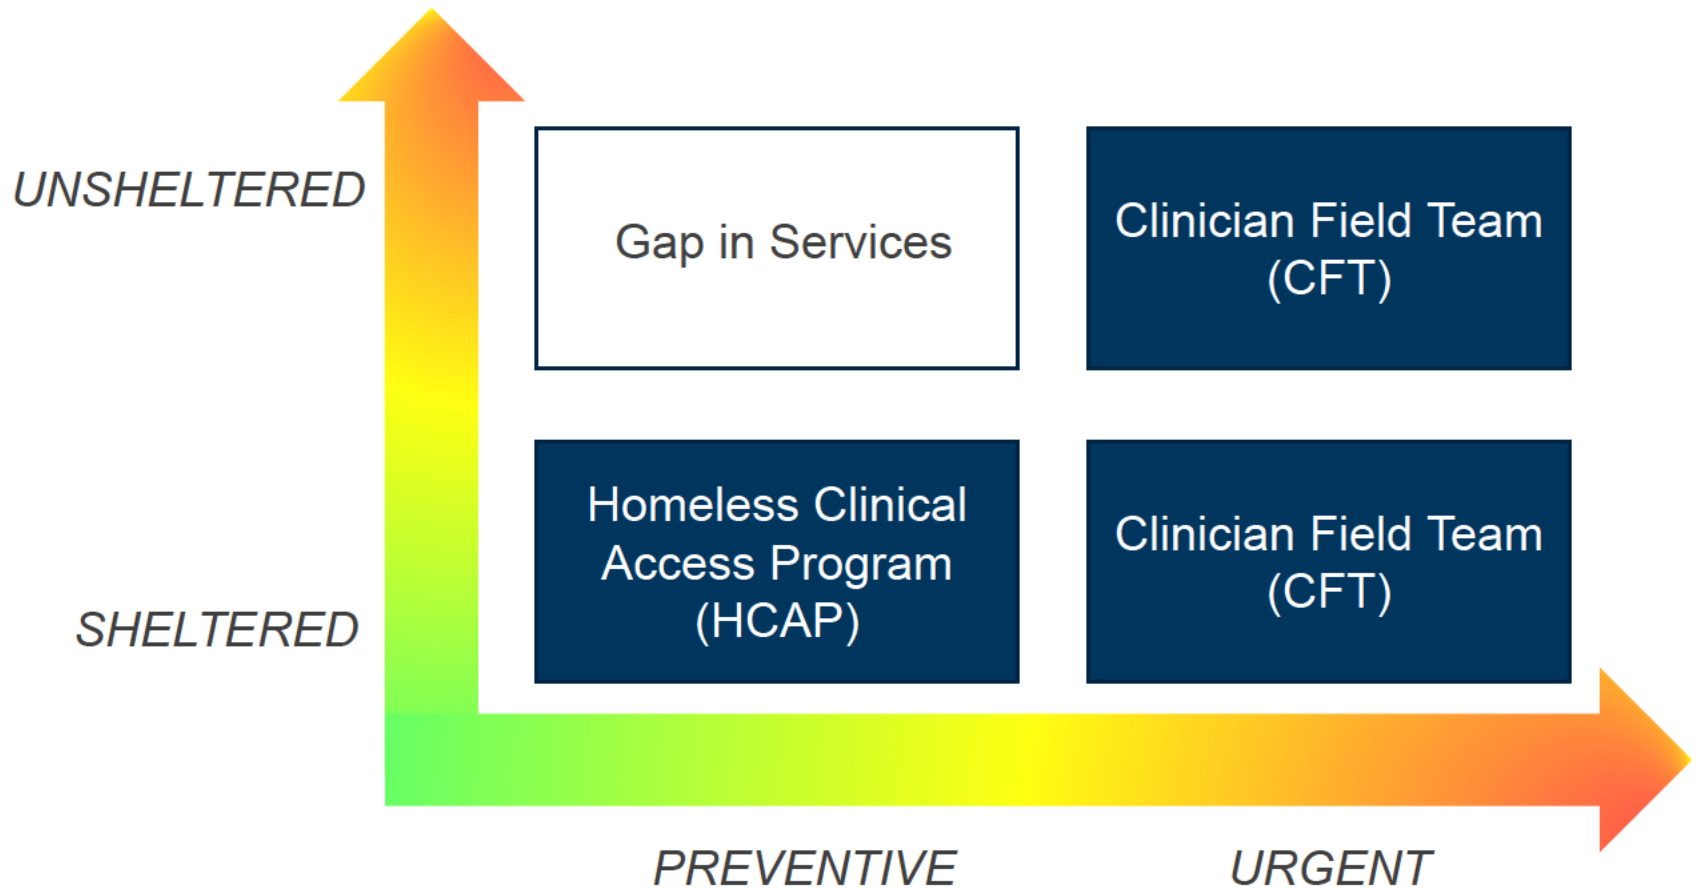 UNSHELTERED
Gap in Services
Clinician Field Team
(CFT)
SHELTERED
Homeless Clinical
Access Program
(HCAP)
Clinician Field Team
(CFT)
PREVENTIVE
URGENT